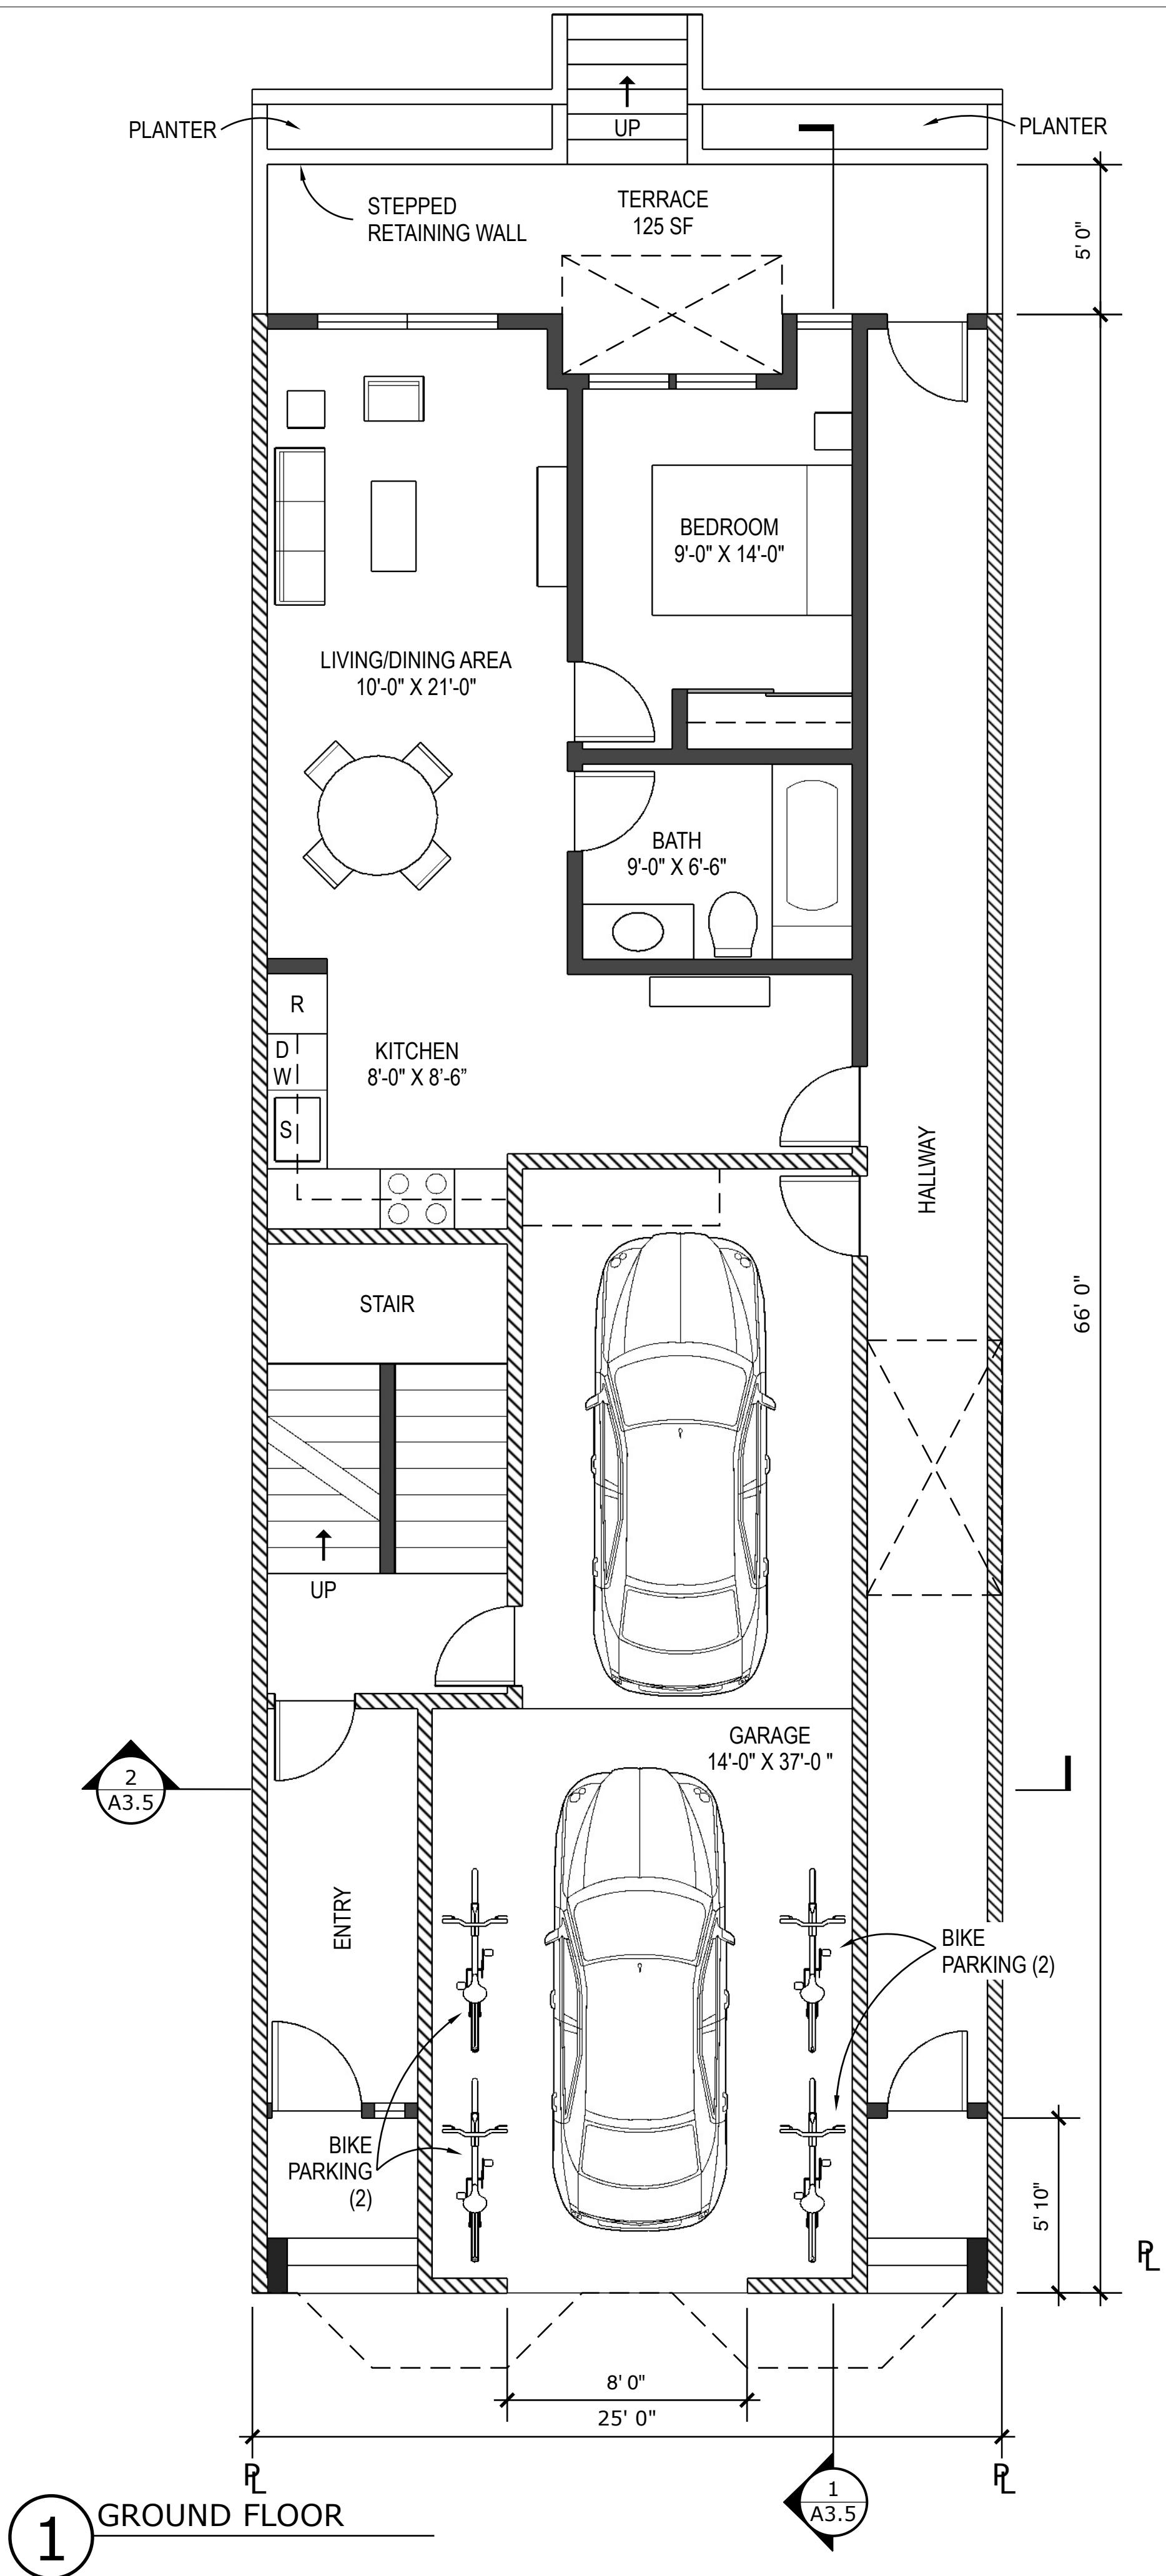 UP
PLANTER
PLANTER
STEPPED
RETAINING WALL
TERRACE
125 SF
5' 0"
BEDROOM
9'-0" X 14'-0"
LIVING/DINING AREA
10'-0" X 21'-0"
BATH
9'-0" X 6'-6"
R
D
W
S
KITCHEN
8'-0" X 8'-6”
HALLWAY
STAIR
66' 0"
UP
GARAGE
14'-0" X 37'-0 "
2
A3.5
ENTRY
BIKE
PARKING (2)
BIKE
PARKING
(2)
5' 10"
PL
8' 0"
25' 0"
PL
PL
1
A3.5
1
GROUND FLOOR